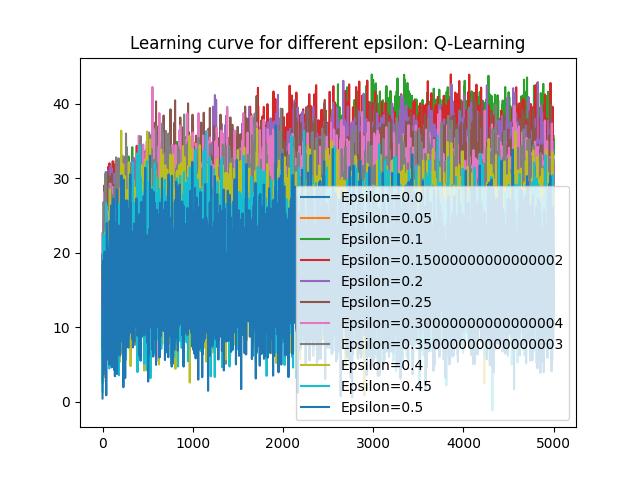 Learning curve for different epsilon: Q-Learning
40
30
20
10
0
0
1000
2000
3000
4000
5000
Epsilon=0.0
Epsilon=0.05
Epsilon=0.1
Epsilon=0.15000000000000002
Epsilon=0.2
Epsilon=0.25
Epsilon=0.30000000000000004
Epsilon=0.35000000000000003
Epsilon=0.4
Epsilon=0.45
Epsilon=0.5